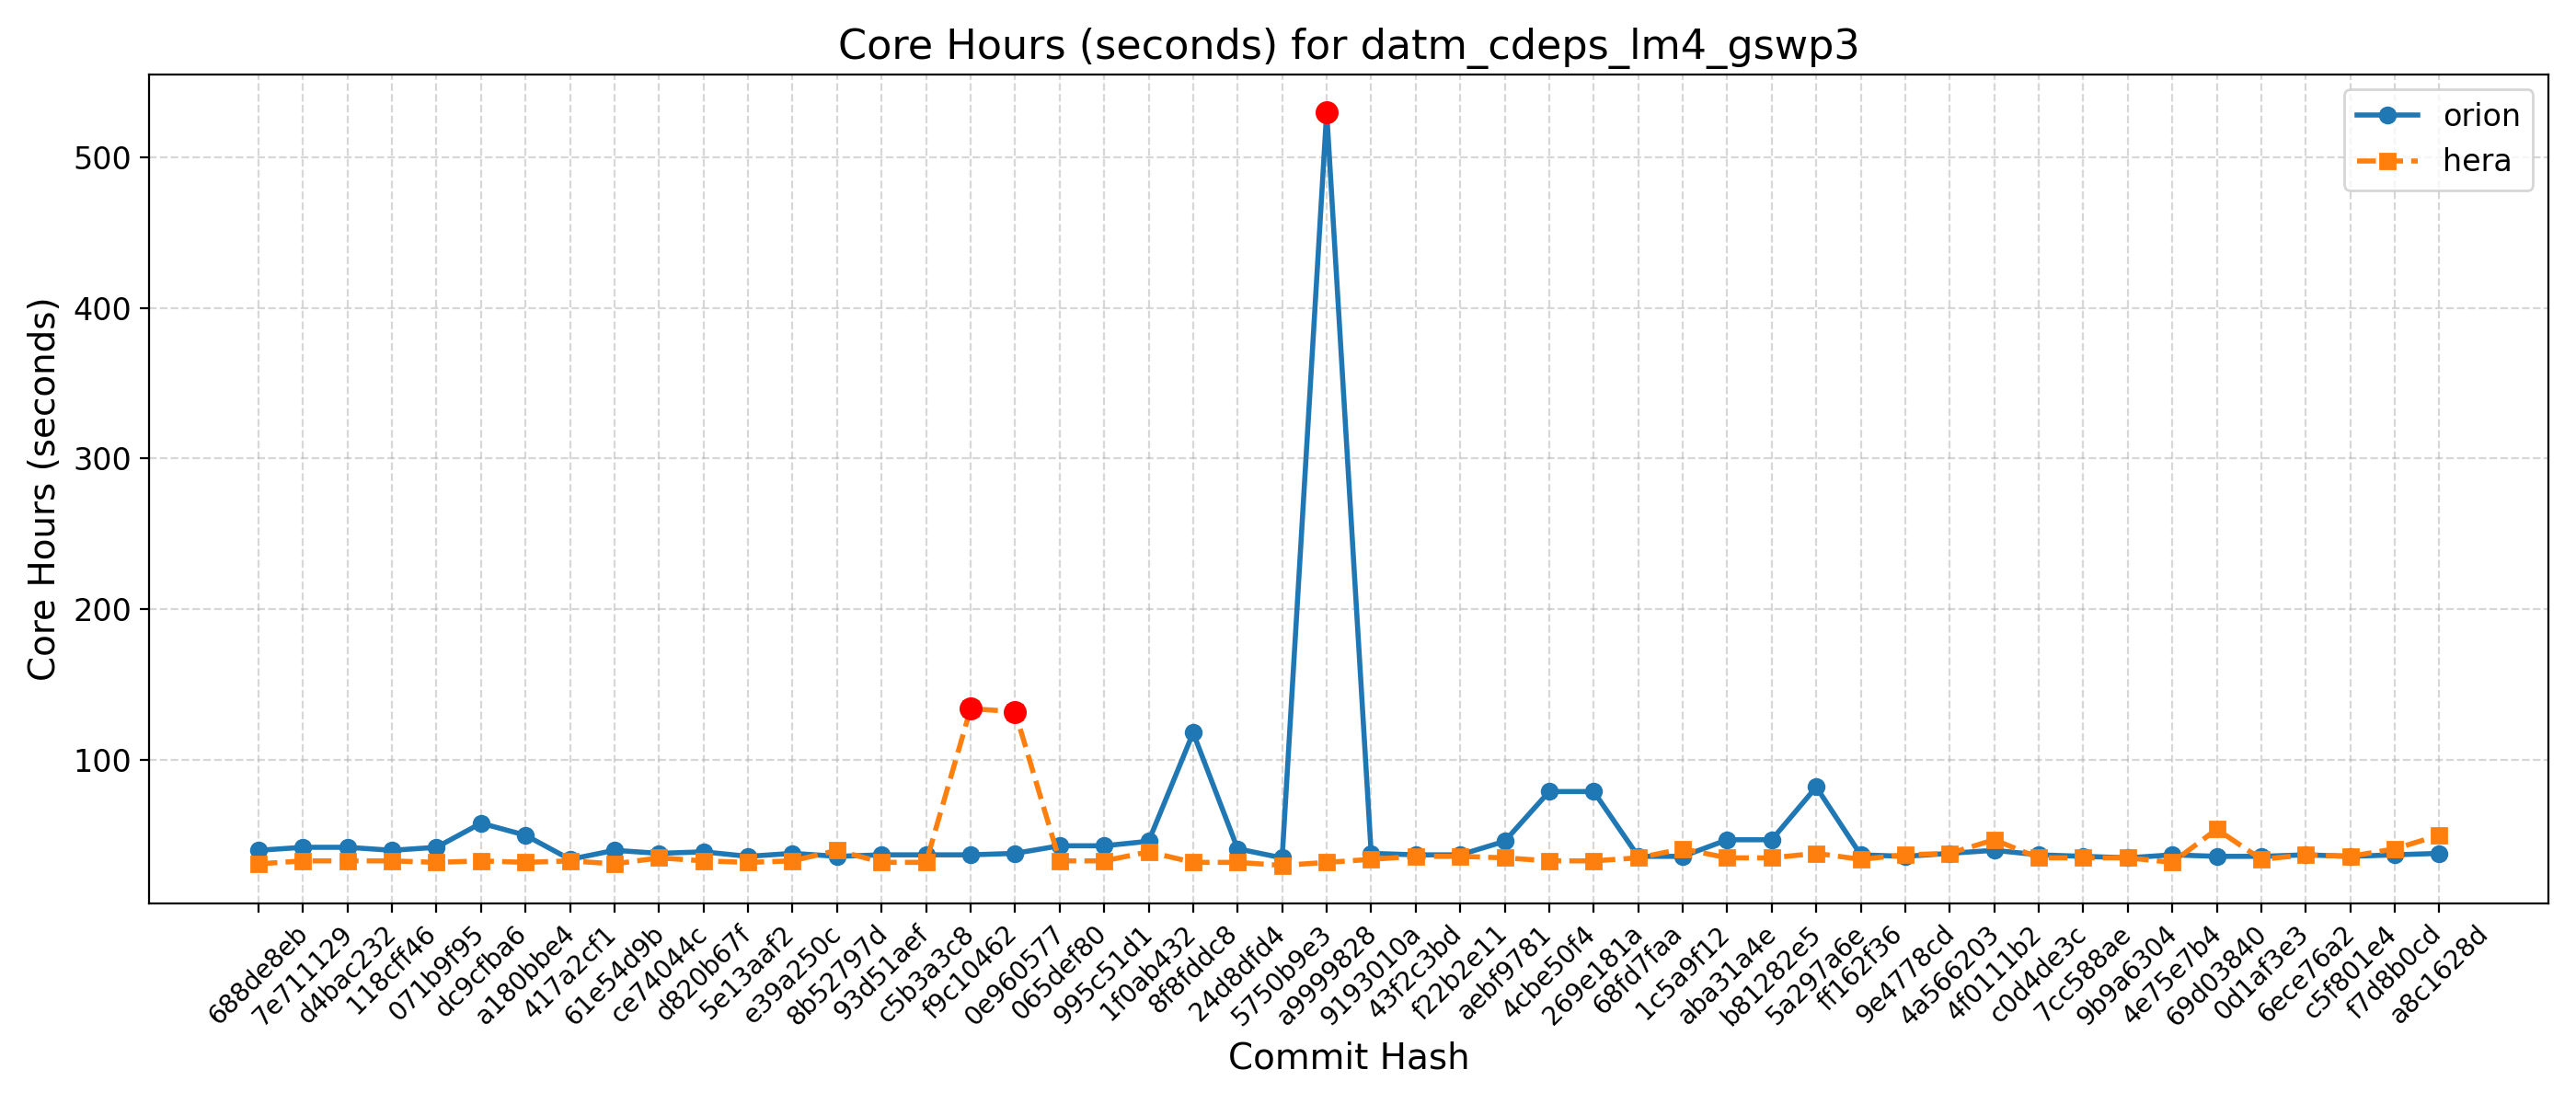 Core Hours (seconds) for datm_cdeps_lm4_gswp3
orion
hera
Core Hours (seconds)
500
400
300
200
100
688de8eb
7e711129
d4bac232
118cff46
071b9f95
dc9cfba6
a180bbe4
417a2cf1
61e54d9b
ce74044c
d820b67f
5e13aaf2
e39a250c
8b52797d
93d51aef
c5b3a3c8
f9c10462
0e960577
065def80
995c51d1
1f0ab432
8f8fddc8
24d8dfd4
5750b9e3
a9999828
9193010a
43f2c3bd
f22b2e11
aebf9781
4cbe50f4
269e181a
68fd7faa
1c5a9f12
aba31a4e
b81282e5
5a297a6e
ff162f36
9e4778cd
4a566203
4f0111b2
c0d4de3c
7cc588ae
9b9a6304
4e75e7b4
69d03840
0d1af3e3
6ece76a2
c5f801e4
f7d8b0cd
a8c1628d
Commit Hash